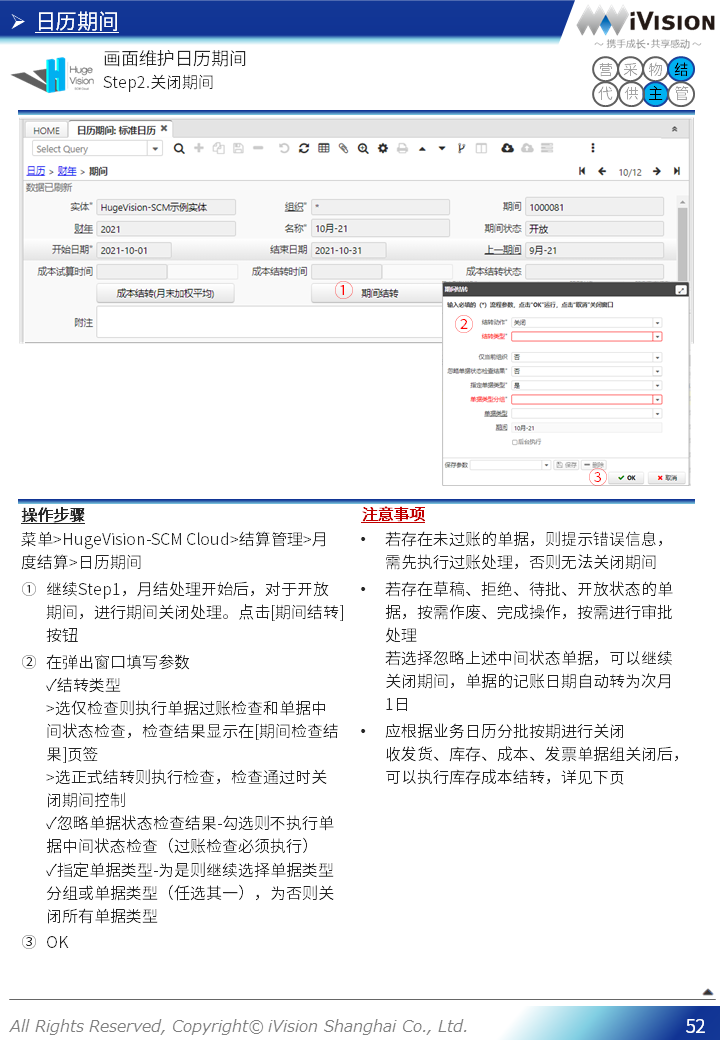 ➢ 日历期间
iVISION
～ 携手成长·共享感动 ～
Huge
Vision
画面维护日历期间
Step2.关闭期间
营 采 物 结
代 供 主 管
HOME 日历期间: 标准日历 ×
Select Query
日历 > 财年 > 期间
10/12
数据已刷新
实体* HugeVision-SCM示例实体 组织* * 期间 1000081
财年 2021 名称* 10月-21 期间状态 开放
开始日期* 2021-10-01 结束日期 2021-10-31 上一期间 9月-21
成本试算时间 成本结转时间 成本结转状态
成本结转(月末加权平均) ① 期间结转
附注
期间结转
输入必填的（*）流程参数，点击"OK"运行，点击"取消"关闭窗口
② 结转动作* 关闭
结转类型*
仅当前组织 否
忽略单据状态检查结果* 否
指定单据类型* 是
单据类型分组*
单据类型
期间 10月-21
后台执行
保存参数 保存 删除
③ OK 取消
操作步骤
菜单>HugeVision-SCM Cloud>结算管理>月
度结算>日历期间
① 继续Step1，月结处理开始后，对于开放
期间，进行期间关闭处理。点击[期间结转]
按钮
② 在弹出窗口填写参数
✓结转类型
>选仅检查则执行单据过账检查和单据中
间状态检查，检查结果显示在[期间检查结
果]页签
>选正式结转则执行检查，检查通过时关
闭期间控制
✓忽略单据状态检查结果-勾选则不执行单
据中间状态检查（过账检查必须执行）
✓指定单据类型-为是则继续选择单据类型
分组或单据类型（任选其一），为否则关
闭所有单据类型
③ OK
注意事项
• 若存在未过账的单据，则提示错误信息，
需先执行过账处理，否则无法关闭期间
• 若存在草稿、拒绝、待批、开放状态的单
据，按需作废、完成操作，按需进行审批
处理
若选择忽略上述中间状态单据，可以继续
关闭期间，单据的记账日期自动转为次月
1日
• 应根据业务日历分批按期进行关闭
收发货、库存、成本、发票单据组关闭后，
可以执行库存成本结转，详见下页
All Rights Reserved, Copyright© iVision Shanghai Co., Ltd.
52